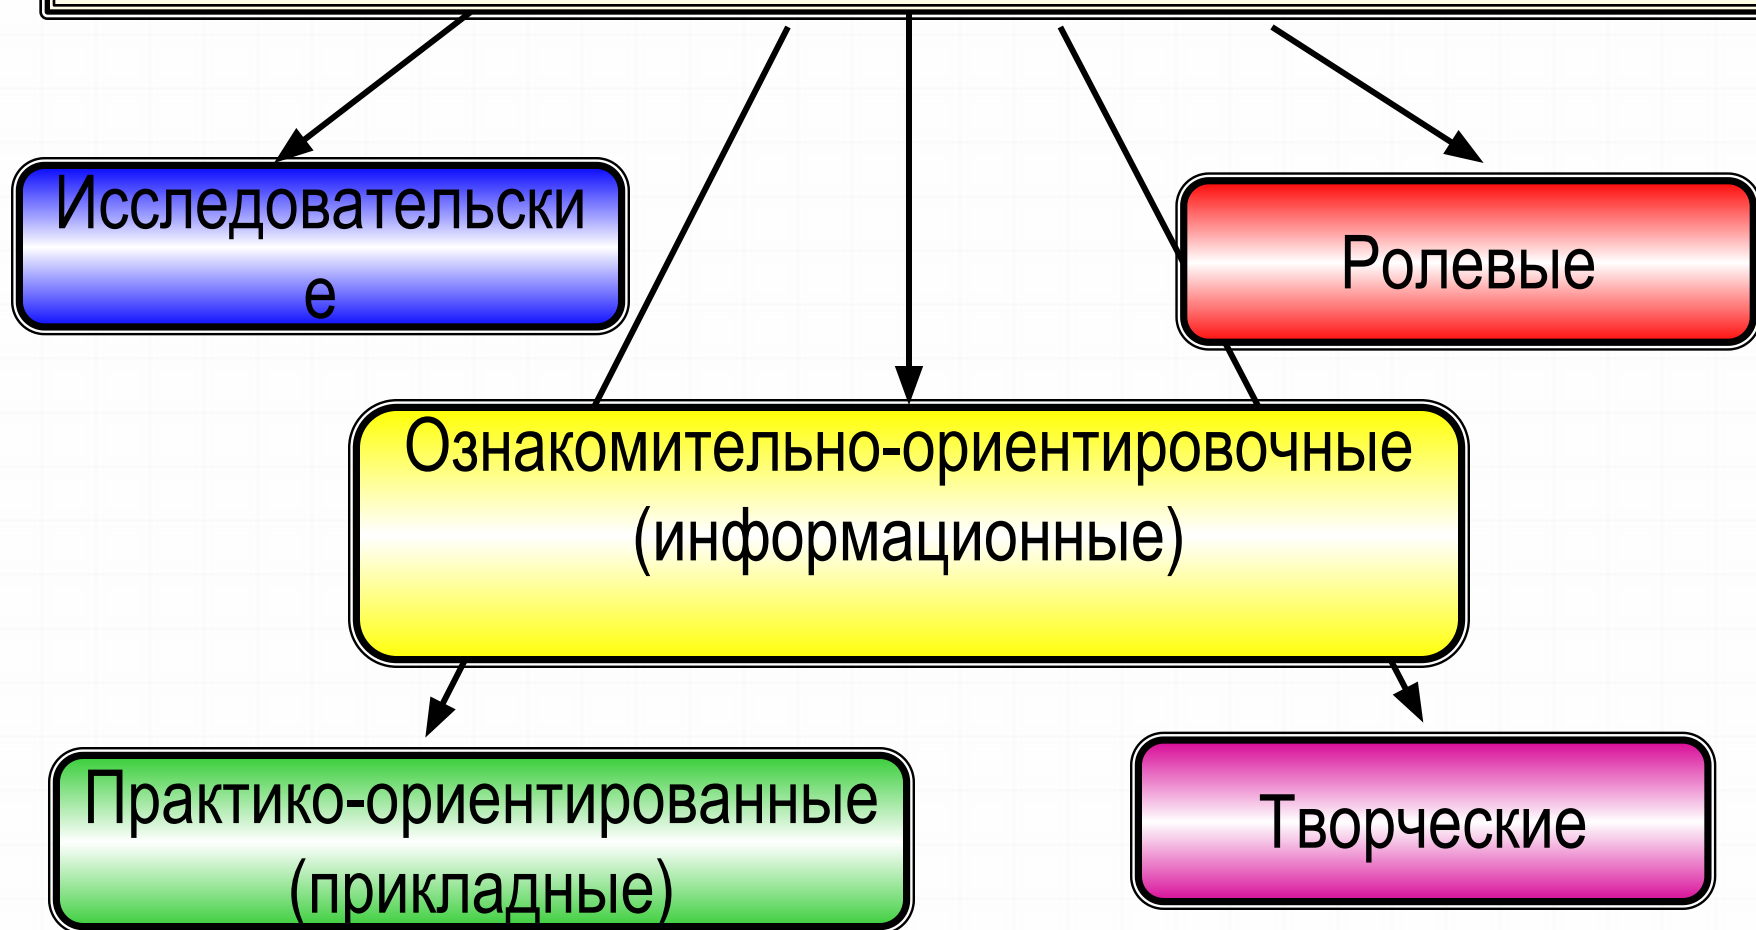 Исследовательски
е
Ролевые
Ознакомительно-ориентировочные
(информационные)
Практико-ориентированные
(прикладные)
Творческие